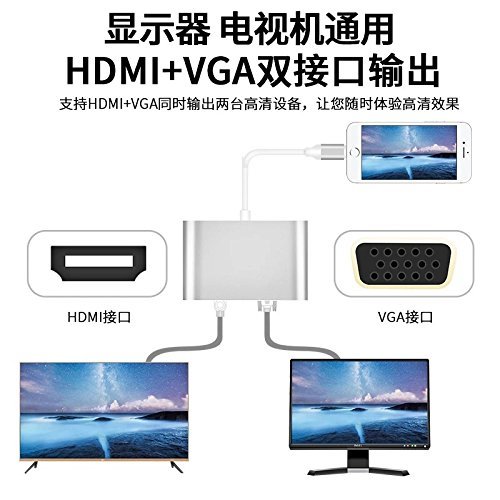 显示器 电视机通用
HDMI+VGA双接口输出
支持HDMI+VGA同时输出两台高清设备，让您随时体验高清效果
HDMI接口
VGA接口